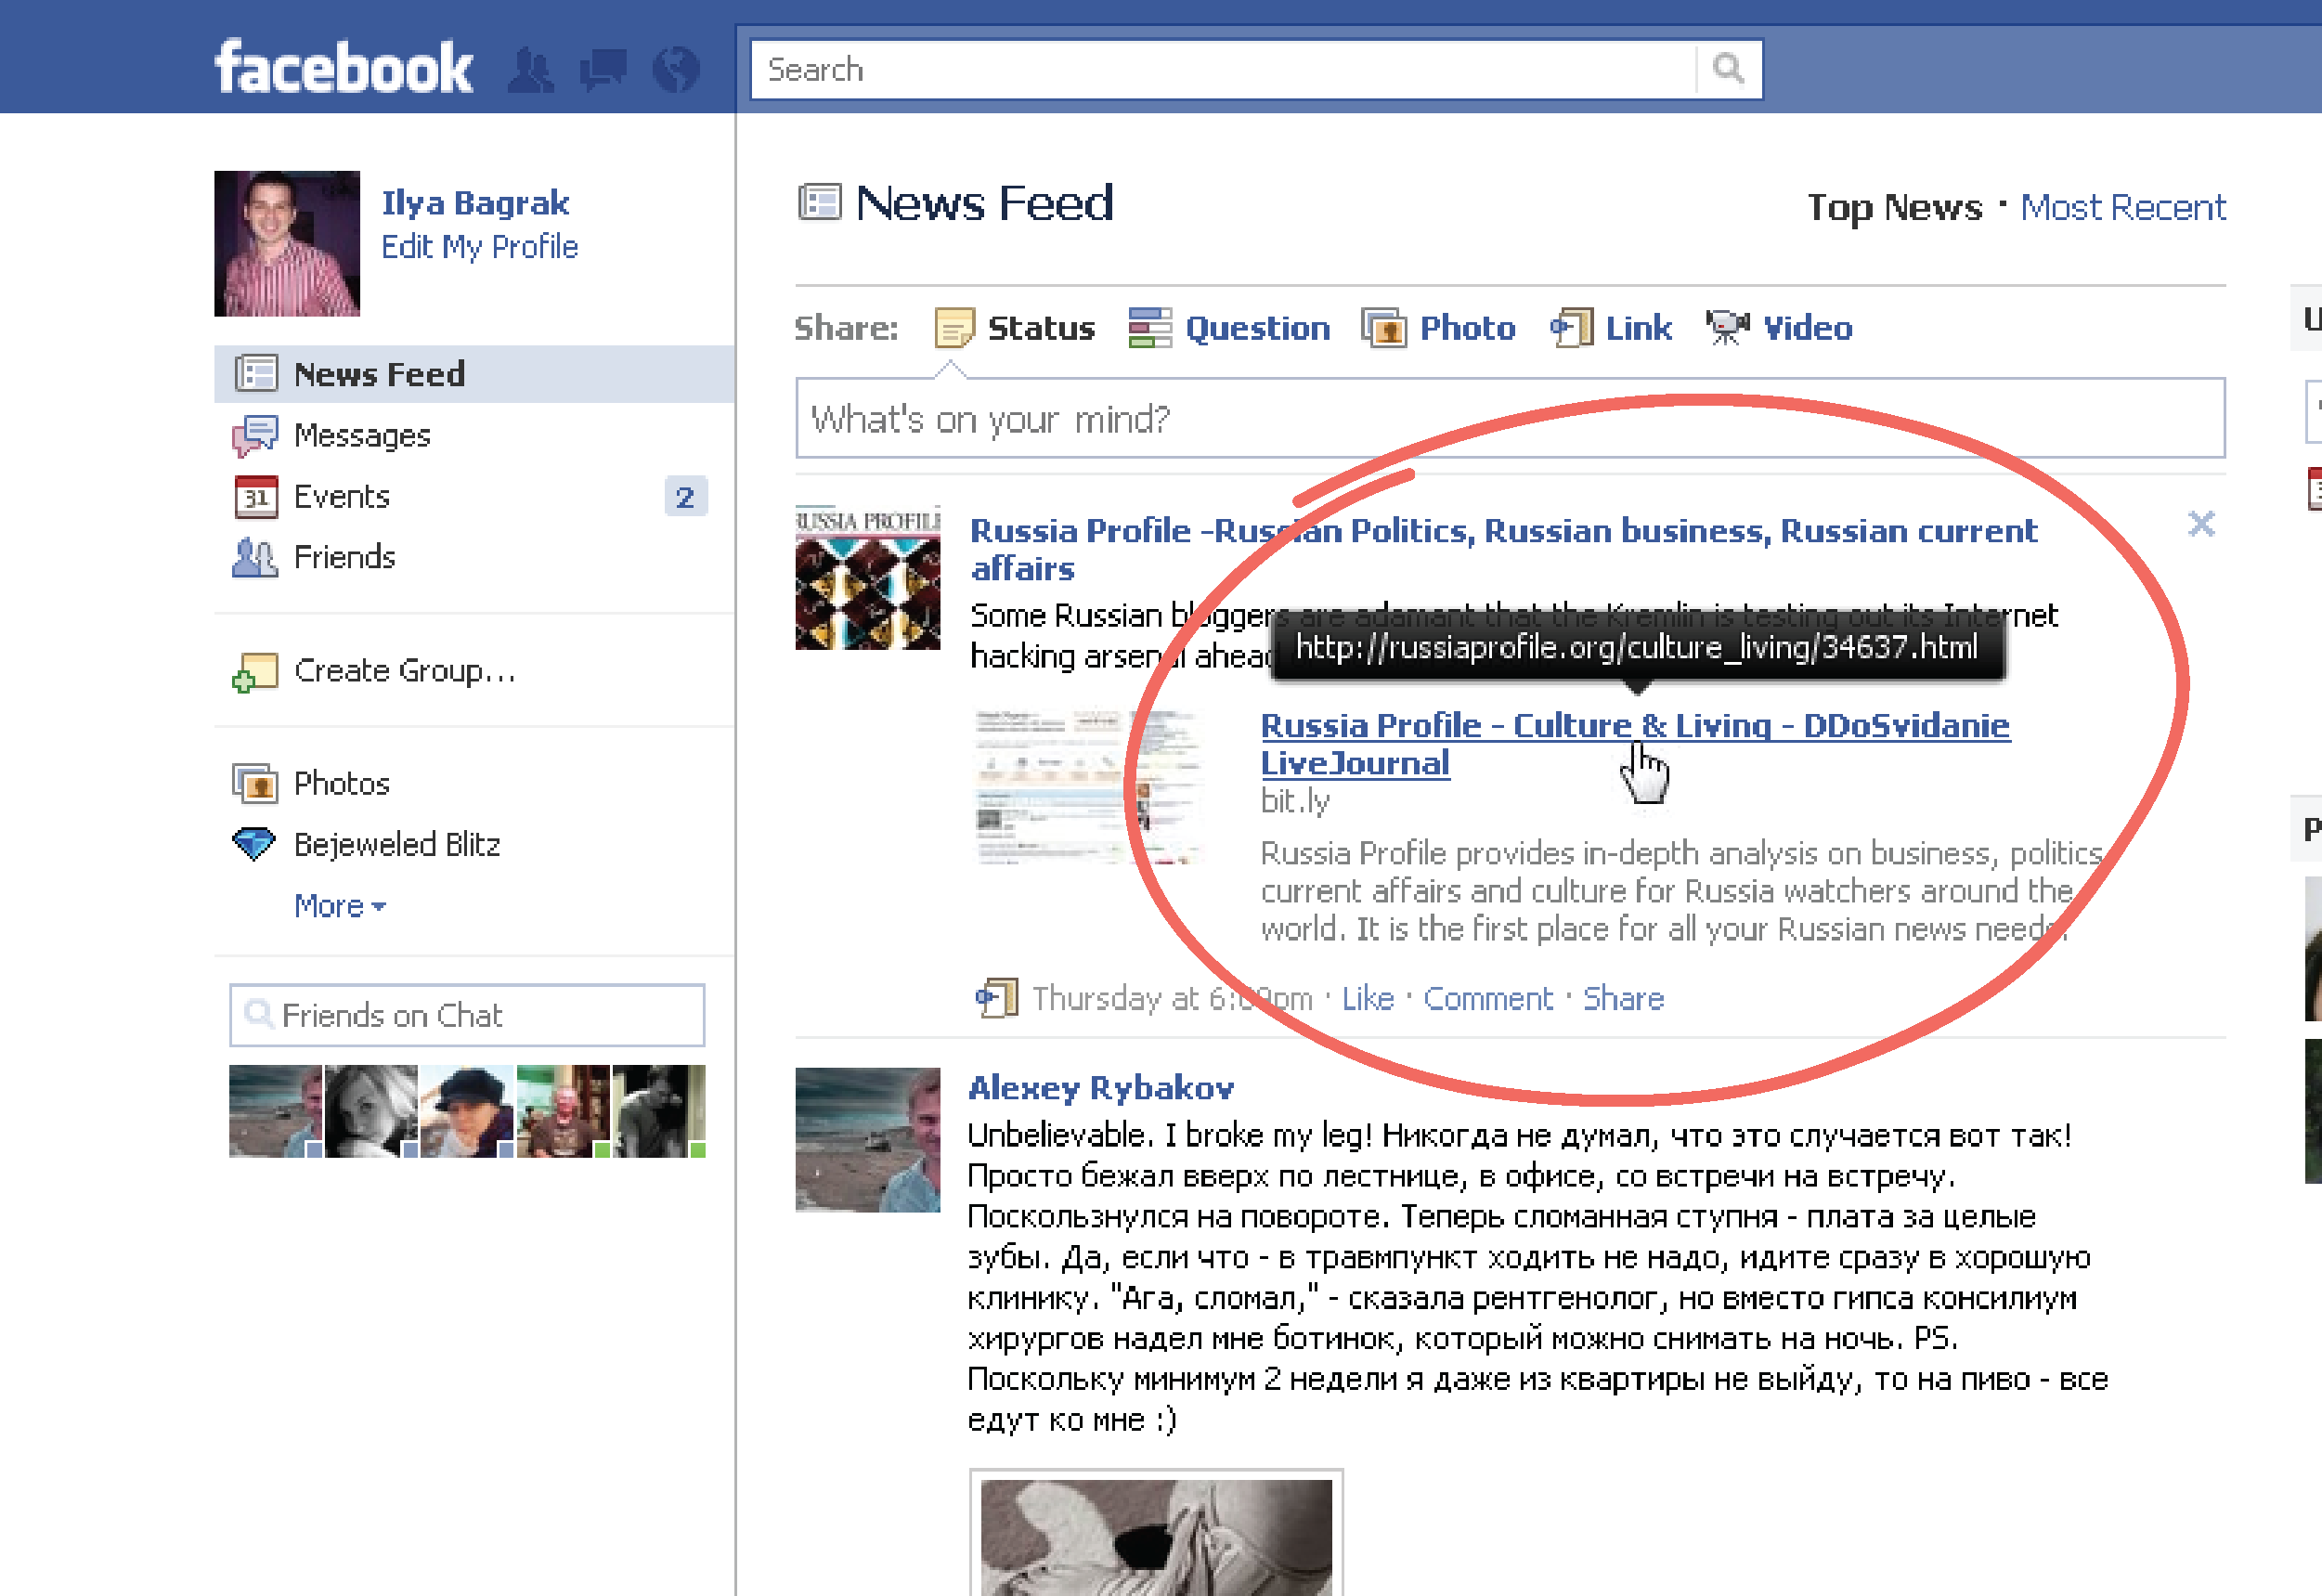 facebook
Search
Ilya Bagrak
Edit My Profile
News Feed
Messages
31 Events 2
Friends
Create Group...
Photos
Bejeweled Blitz
More
Friends on Chat
News Feed
Top News · Most Recent
Share: Status Question Photo Link Video
What's on your mind?
RUSSIA PROFILE
Russia Profile -Russian Politics, Russian business, Russian current
affairs
Some Russian bloggers are adamant that the Kremlin is testing out its Internet
hacking arsenal ahead
http://russiaprofile.org/culture_living/34637.html
Russia Profile - Culture & Living - DDoSvidanie
LiveJournal
bit.ly
Russia Profile provides in-depth analysis on business, politics,
current affairs and culture for Russia watchers around the
world. It is the first place for all your Russian news needs.
Thursday at 6:09pm · Like · Comment · Share
Alexey Rybakov
Unbelievable. I broke my leg! Никогда не думал, что это случается вот так!
Просто бежал вверх по лестнице, в офисе, со встречи на встречу.
Поскользнулся на повороте. Теперь сломанная ступня - плата за целые
зубы. Да, если что - в травмпункт ходить не надо, идите сразу в хорошую
клинику. "Ага, сломал," - сказала рентгенолог, но вместо гипса консилиум
хирургов надел мне ботинок, который можно снимать на ночь. PS.
Поскольку минимум 2 недели я даже из квартиры не выйду, то на пиво - все
едут ко мне :)